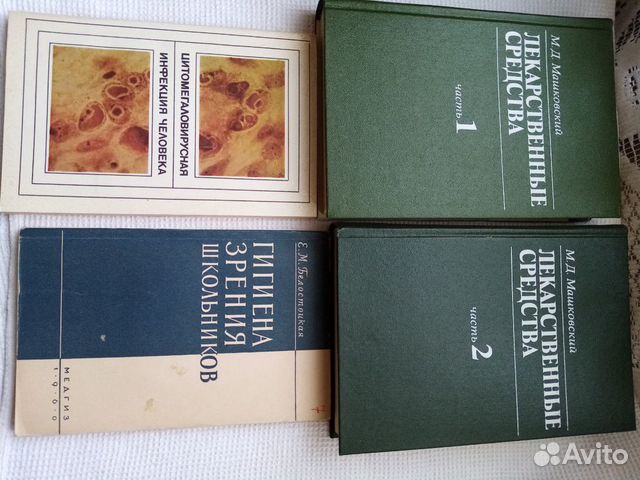 ЦИТОМЕГАЛОВИРУСНАЯ
ИНФЕКЦИЯ ЧЕЛОВЕКА
М. Д. Машковский
ЛЕКАРСТВЕННЫЕ
СРЕДСТВА
часть 1
Е. М. Белостоцкая
ГИГИЕНА
ЗРЕНИЯ
ШКОЛЬНИКОВ
МЕДГИЗ
1960
М. Д. Машковский
ЛЕКАРСТВЕННЫЕ
СРЕДСТВА
часть 2
Avito